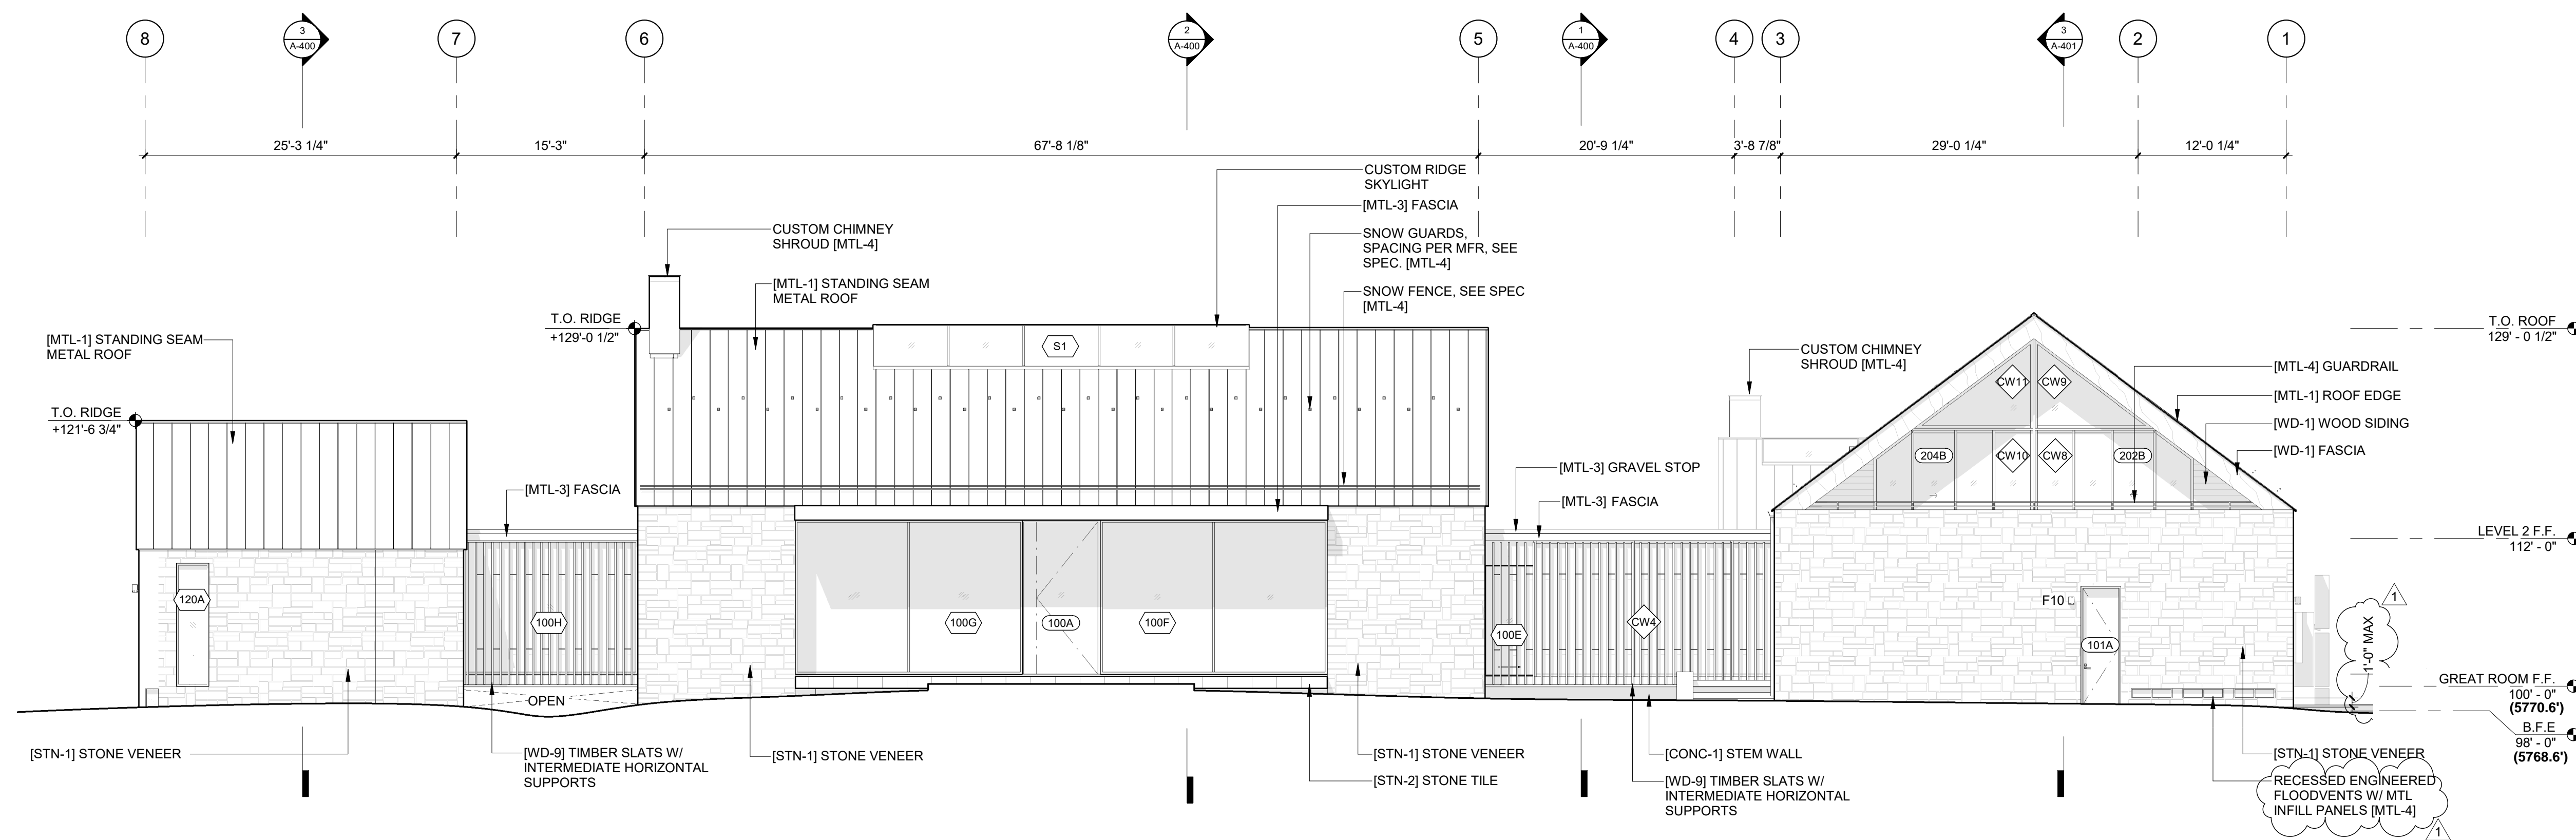 8
3
A-400
7
6
2
A-400
5
1
A-400
4
3
3
A-401
2
1
25'-3 1/4"
15'-3"
67'-8 1/8"
20'-9 1/4"
3'-8 7/8"
29'-0 1/4"
12'-0 1/4"
CUSTOM RIDGE
SKYLIGHT
[MTL-3] FASCIA
SNOW GUARDS,
SPACING PER MFR, SEE
SPEC. [MTL-4]
SNOW FENCE, SEE SPEC
[MTL-4]
CUSTOM CHIMNEY
SHROUD [MTL-4]
[MTL-1] STANDING SEAM
METAL ROOF
T.O. RIDGE
+129'-0 1/2"
[MTL-1] STANDING SEAM
METAL ROOF
T.O. RIDGE
+121'-6 3/4"
[MTL-3] FASCIA
S1
CUSTOM CHIMNEY
SHROUD [MTL-4]
[MTL-3] GRAVEL STOP
[MTL-3] FASCIA
CW11
CW9
204B
CW10
CW8
202B
T.O. ROOF
129' - 0 1/2"
[MTL-4] GUARDRAIL
[MTL-1] ROOF EDGE
[WD-1] WOOD SIDING
[WD-1] FASCIA
LEVEL 2 F.F.
112' - 0"
120A
100H
100G
100A
100F
100E
CW4
F10
101A
1
1'-0" MAX
GREAT ROOM F.F.
100' - 0"
(5770.6')
B.F.E
98' - 0"
(5768.6')
OPEN
[STN-1] STONE VENEER
[WD-9] TIMBER SLATS W/
INTERMEDIATE HORIZONTAL
SUPPORTS
[STN-1] STONE VENEER
[STN-1] STONE VENEER
[STN-2] STONE TILE
[CONC-1] STEM WALL
[WD-9] TIMBER SLATS W/
INTERMEDIATE HORIZONTAL
SUPPORTS
[STN-1] STONE VENEER
RECESSED ENGINEERED
FLOODVENTS W/ MTL
INFILL PANELS [MTL-4]
1